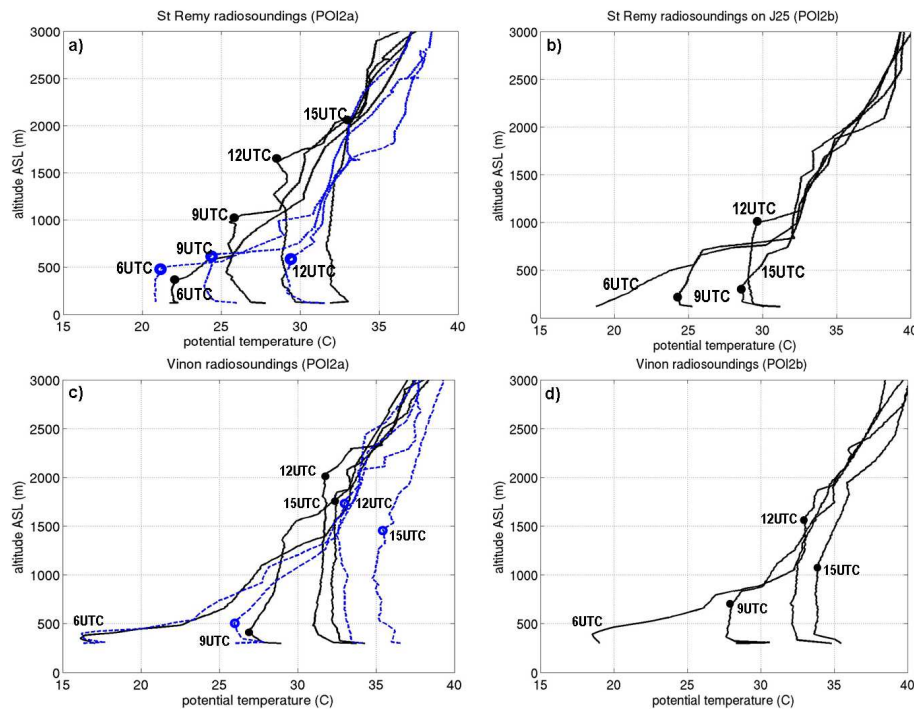 St Remy radiosoundings (POI2a)
a)
3000
2500
2000
1500
1000
500
0
altitude ASL (m)
15UTC
12UTC
9UTC
9UTC
6UTC
6UTC
12UTC
15
20
25
30
35
40
potential temperature (C)
St Remy radiosoundings on J25 (POI2b)
b)
3000
2500
2000
1500
1000
500
0
altitude ASL (m)
12UTC
15UTC
6UTC
9UTC
15
20
25
30
35
40
potential temperature (C)
Vinon radiosoundings (POI2a)
c)
3000
2500
2000
1500
1000
500
0
altitude ASL (m)
12UTC
15UTC
12UTC
15UTC
6UTC
9UTC
15
20
25
30
35
40
potential temperature (C)
Vinon radiosoundings (POI2b)
d)
3000
2500
2000
1500
1000
500
0
altitude ASL (m)
12UTC
15UTC
9UTC
6UTC
15
20
25
30
35
40
potential temperature (C)